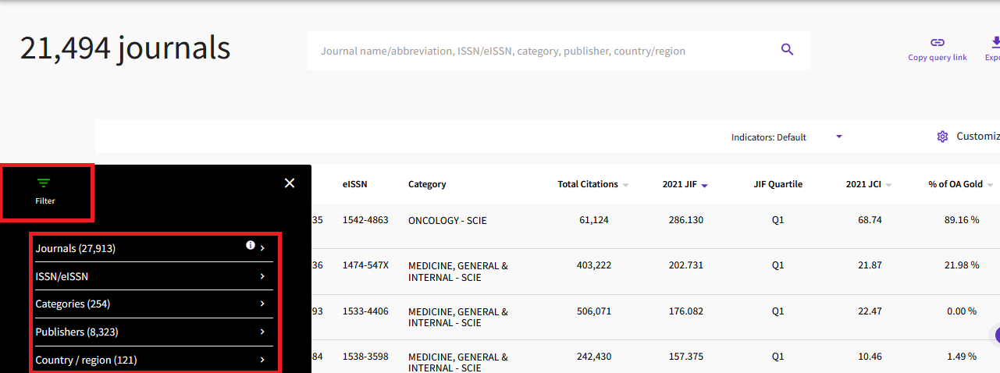 21,494 journals
Journal name/abbreviation, ISSN/eISSN, category, publisher, country/region
Copy query link
Expo
Indicators: Default
Customiz
Filter
Journals (27,913)
ISSN/eISSN
Categories (254)
Publishers (8,323)
Country / region (121)
eISSN Category Total Citations 2021 JIF JIF Quartile 2021 JCI % of OA Gold
35 1542-4863 ONCOLOGY - SCIE 61,124 286.130 Q1 68.74 89.16 %
36 1474-547X MEDICINE, GENERAL & 403,222 202.731 Q1 21.87 21.98 %
INTERNAL - SCIE
93 1533-4406 MEDICINE, GENERAL & 506,071 176.082 Q1 22.47 0.00 %
INTERNAL - SCIE
84 1538-3598 MEDICINE, GENERAL & 242,430 157.375 Q1 10.46 1.49 %
INTERNAL - SCIE